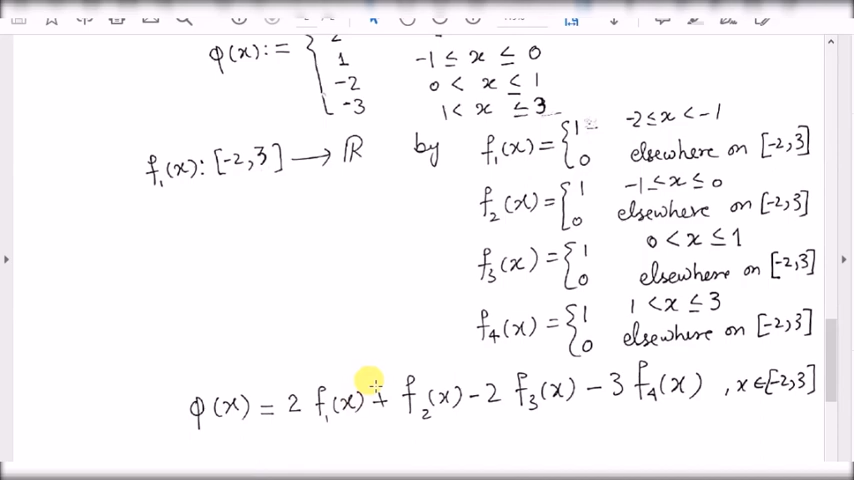 φ(x) := { 2
1 -1 ≤ x ≤ 0
-2 0 < x ≤ 1
-3 1 < x ≤ 3
f₁(x): [-2,3] → ℝ by f₁(x) = { 1 -2 ≤ x < -1
0 elsewhere on [-2,3]
f₂(x) = { 1 -1 ≤ x ≤ 0
0 elsewhere on [-2,3]
f₃(x) = { 1 0 < x ≤ 1
0 elsewhere on [-2,3]
f₄(x) = { 1 1 < x ≤ 3
0 elsewhere on [-2,3]
φ(x) = 2 f₁(x) + f₂(x) - 2 f₃(x) - 3 f₄(x) , x ∈ [-2,3]